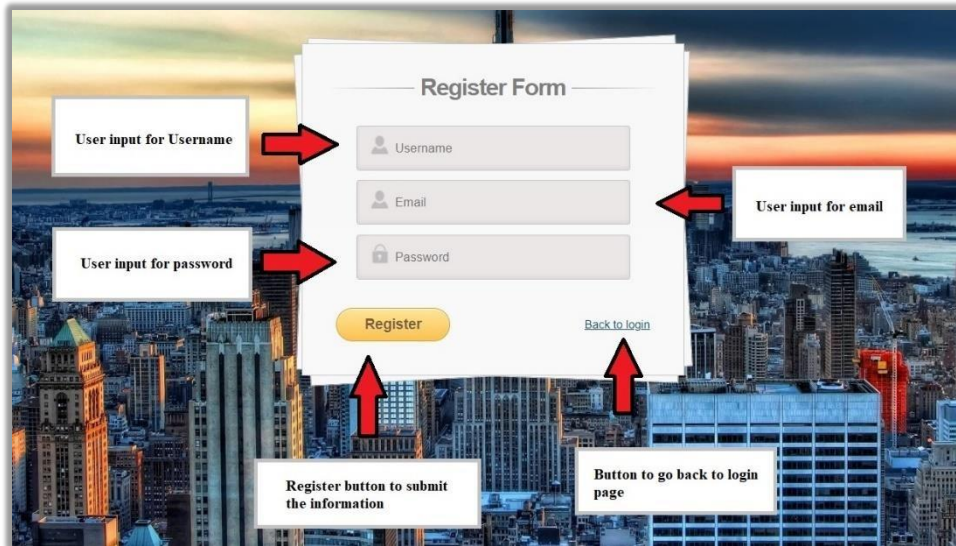 Register Form
User input for Username
Username
Email
User input for email
User input for password
Password
Register
Back to login
Register button to submit
the information
Button to go back to login
page